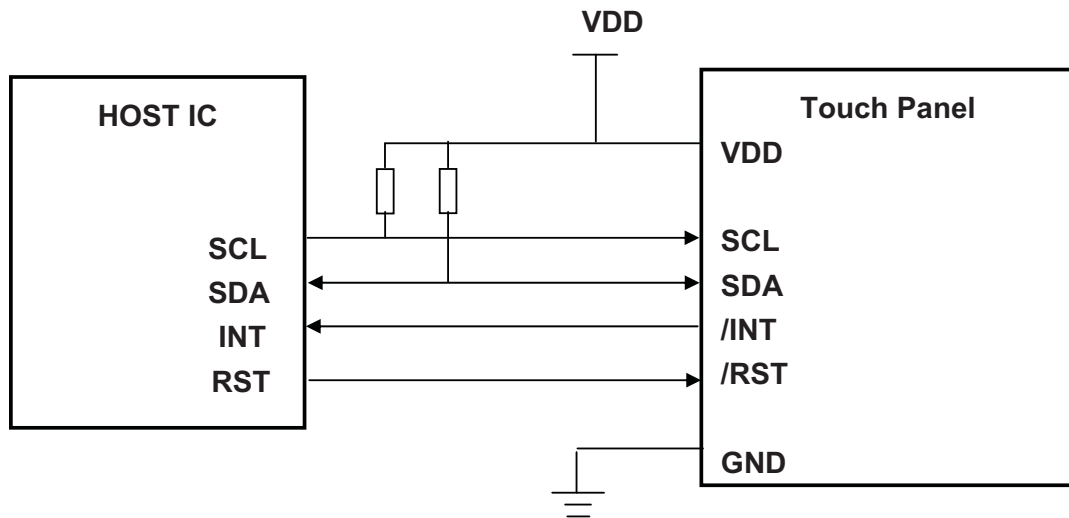 VDD
HOST IC
SCL
SDA
INT
RST
Touch Panel
VDD
SCL
SDA
/INT
/RST
GND